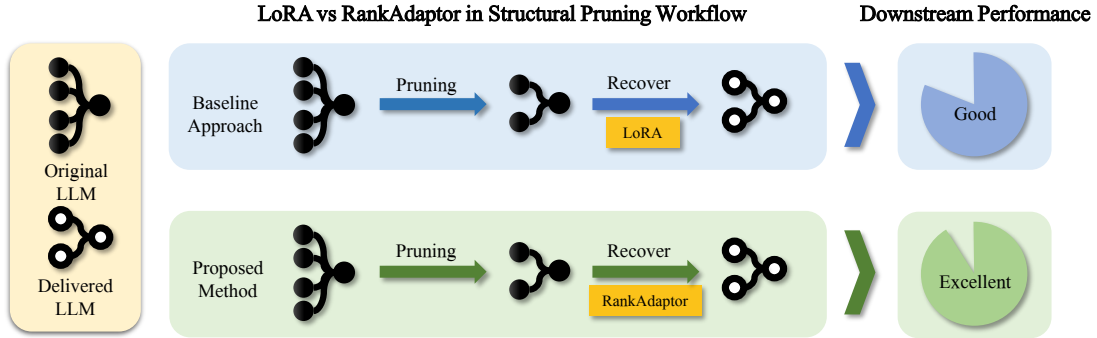 LoRA vs RankAdaptor in Structural Pruning Workflow
Downstream Performance
Original
LLM
Delivered
LLM
Baseline
Approach
Pruning
Recover
LoRA
Good
Proposed
Method
Pruning
Recover
RankAdaptor
Excellent